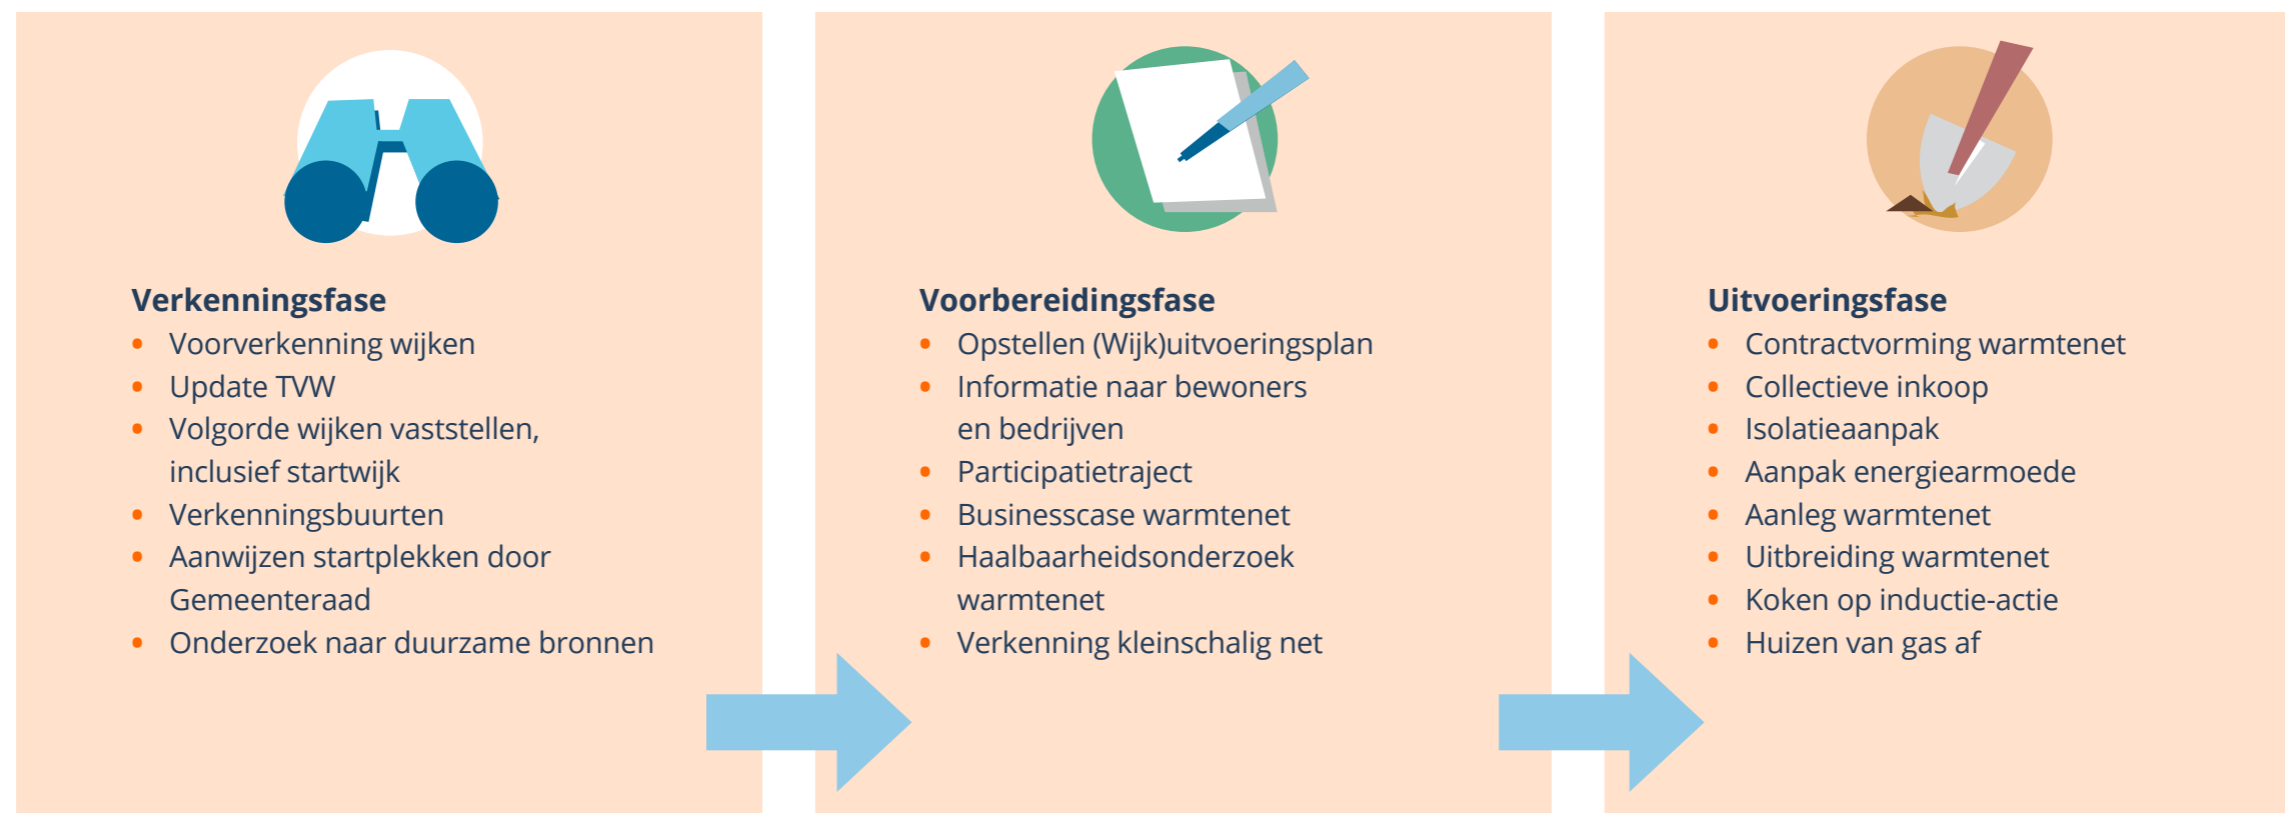 Verkenningsfase
• Voorverkenning wijken
• Update TVW
• Volgorde wijken vaststellen,
inclusief startwijk
• Verkenningsbuurten
• Aanwijzen startplekken door
Gemeenteraad
• Onderzoek naar duurzame bronnen
Voorbereidingsfase
• Opstellen (Wijk)uitvoeringsplan
• Informatie naar bewoners
en bedrijven
• Participatietraject
• Businesscase warmtenet
• Haalbaarheidsonderzoek
warmtenet
• Verkenning kleinschalig net
Uitvoeringsfase
• Contractvorming warmtenet
• Collectieve inkoop
• Isolatieaanpak
• Aanpak energiearmoede
• Aanleg warmtenet
• Uitbreiding warmtenet
• Koken op inductie-actie
• Huizen van gas af